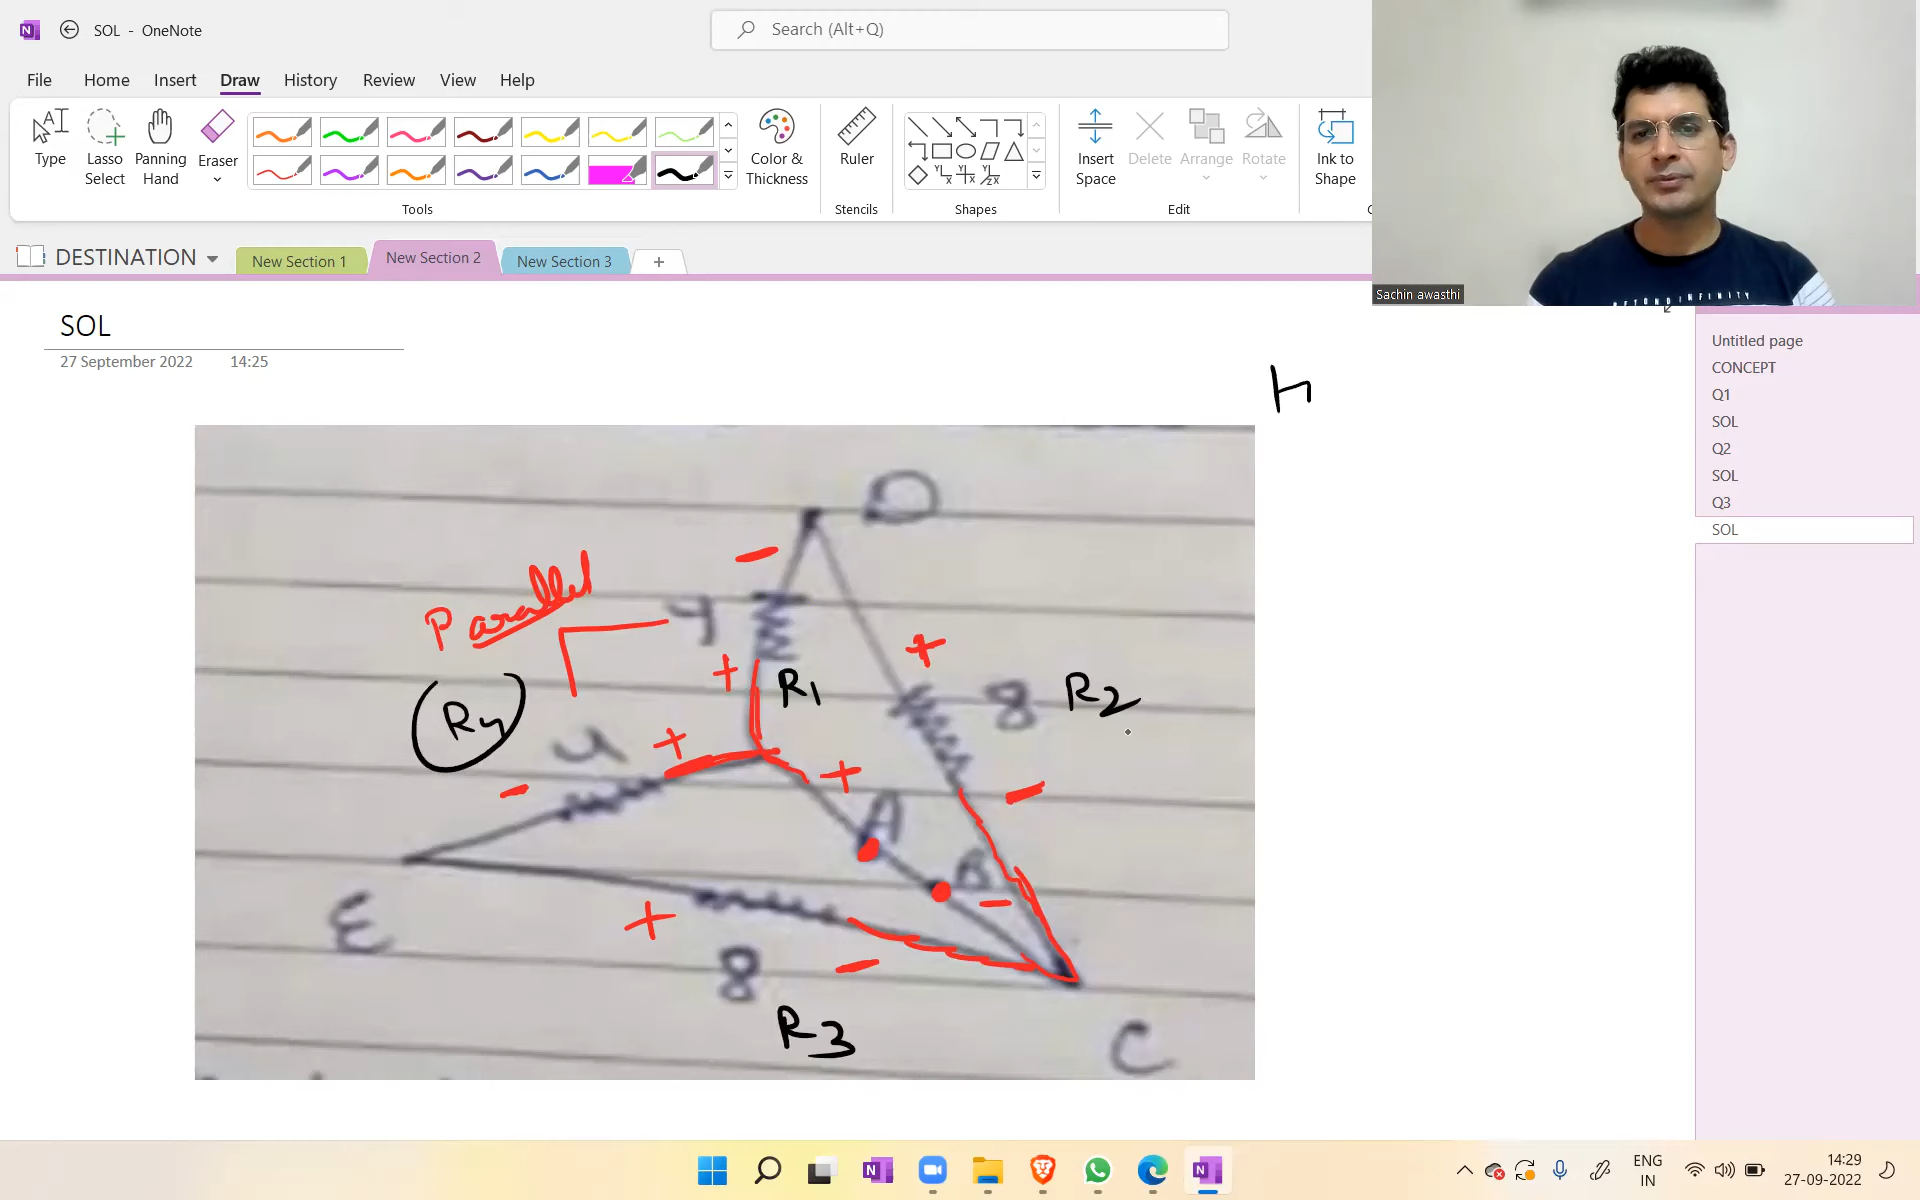 SOL - OneNote
Search (Alt+Q)
File Home Insert Draw History Review View Help
Type
Lasso Select
Panning Hand
Eraser
Color & Thickness
Ruler
Insert Space
Delete
Arrange
Rotate
Ink to Shape
Tools
Stencils
Shapes
Edit
BEYOND INFINITY
Sachin awasthi
DESTINATION
New Section 1
New Section 2
New Section 3
+
SOL
27 September 2022 14:25
Untitled page
CONCEPT
Q1
SOL
Q2
SOL
Q3
SOL
D
Parallel
4
R1
8
R2
R4
4
A
B
E
8
R3
C
ENG
IN
14:29
27-09-2022